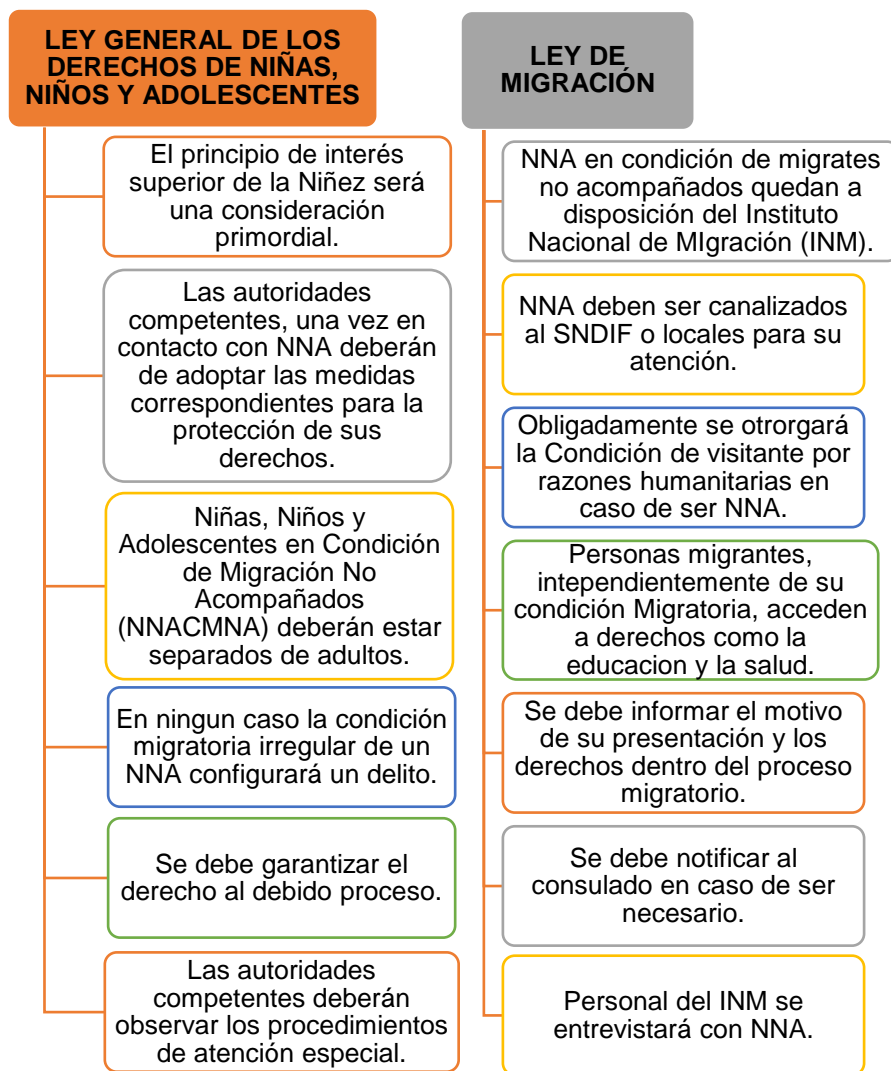 LEY GENERAL DE LOS
DERECHOS DE NIÑAS,
NIÑOS Y ADOLESCENTES
El principio de interés
superior de la Niñez será
una consideración
primordial.
Las autoridades
competentes, una vez en
contacto con NNA deberán
de adoptar las medidas
correspondientes para la
protección de sus
derechos.
Niñas, Niños y
Adolescentes en Condición
de Migración No
Acompañados
(NNACMNA) deberán estar
separados de adultos.
En ningun caso la condición
migratoria irregular de un
NNA configurará un delito.
Se debe garantizar el
derecho al debido proceso.
Las autoridades
competentes deberán
observar los procedimientos
de atención especial.
LEY DE
MIGRACIÓN
NNA en condición de migrates
no acompañados quedan a
disposición del Instituto
Nacional de MIgración (INM).
NNA deben ser canalizados
al SNDIF o locales para su
atención.
Obligadamente se otrorgará
la Condición de visitante por
razones humanitarias en
caso de ser NNA.
Personas migrantes,
intependientemente de su
condición Migratoria, acceden
a derechos como la
educacion y la salud.
Se debe informar el motivo
de su presentación y los
derechos dentro del proceso
migratorio.
Se debe notificar al
consulado en caso de ser
necesario.
Personal del INM se
entrevistará con NNA.